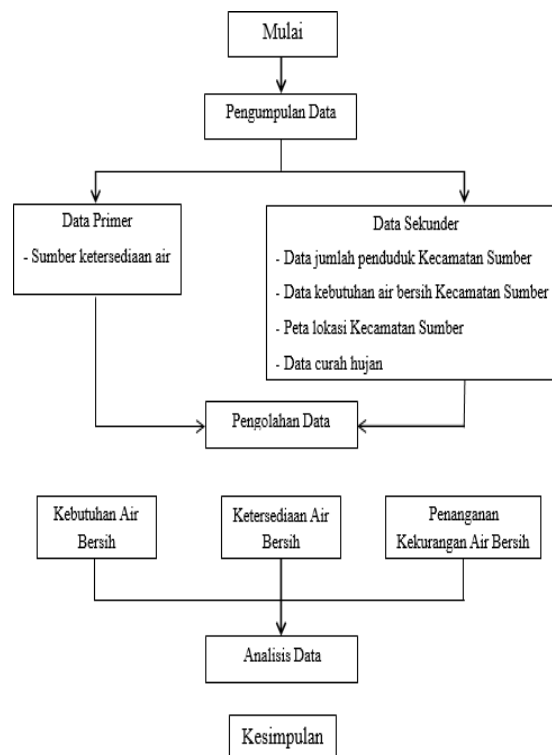 Mulai
Pengumpulan Data
Data Primer
- Sumber ketersediaan air
Data Sekunder
- Data jumlah penduduk Kecamatan Sumber
- Data kebutuhan air bersih Kecamatan Sumber
- Peta lokasi Kecamatan Sumber
- Data curah hujan
Pengolahan Data
Kebutuhan Air
Bersih
Ketersediaan Air
Bersih
Penanganan
Kekurangan Air Bersih
Analisis Data
Kesimpulan